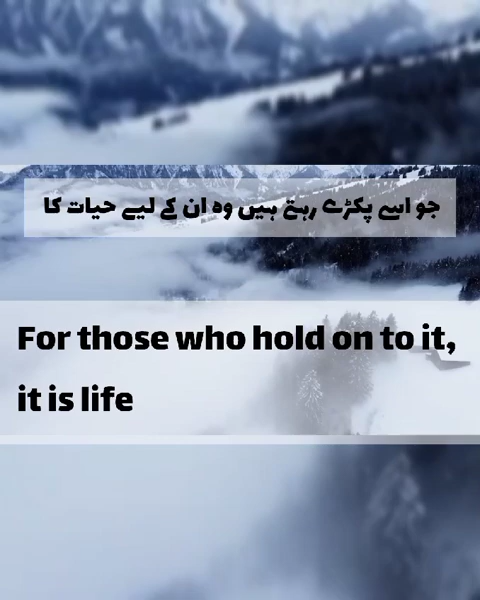 جو اسے پکڑے رہتے ہیں وہ ان کے لیے حیات کا
For those who hold on to it,
it is life